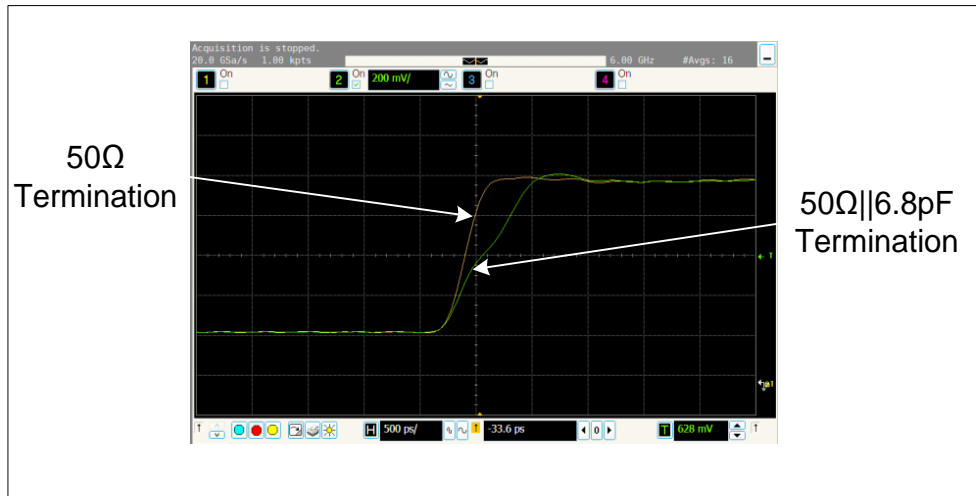 Acquisition is stopped.
20.0 GSa/s 1.00 kpts 6.00 GHz #Avgs: 16
1 On 2 On 200 mV/ 3 On 4 On
50Ω
Termination
50Ω||6.8pF
Termination
T
H 500 ps/ -33.6 ps 0 T 628 mV